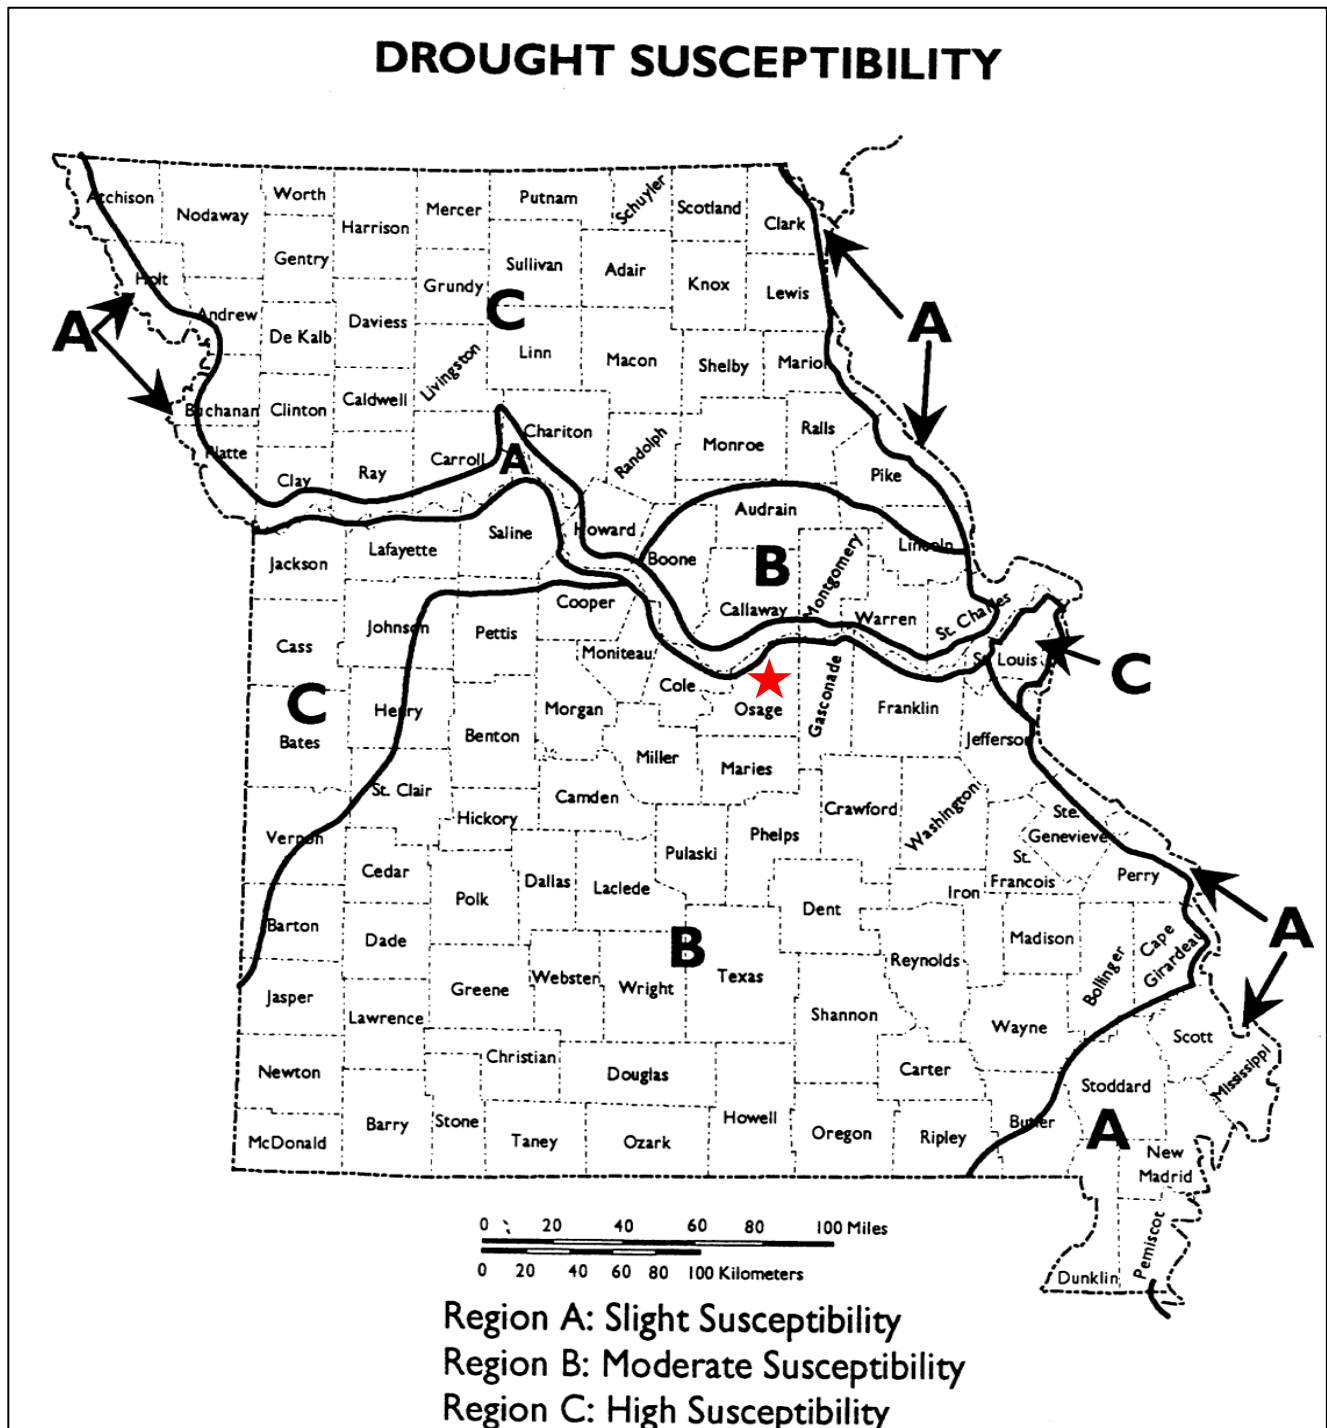 DROUGHT SUSCEPTIBILITY
Atchison
Nodaway
Worth
Harrison
Mercer
Putnam
Schuyler
Scotland
Clark
Gentry
Sullivan
Adair
Knox
Lewis
Holt
Andrew
De Kalb
Daviess
Grundy
C
A
A
Livingston
Linn
Macon
Shelby
Marion
Buchanan
Clinton
Caldwell
Chariton
Randolph
Monroe
Ralls
Platte
Clay
Ray
Carroll
A
Pike
Audrain
Saline
Howard
Lafayette
Jackson
Boone
B
Montgomery
Lincoln
Callaway
Warren
St. Charles
Cooper
Johnson
Pettis
Cass
Moniteau
St. Louis
C
Cole
Osage
Gasconade
Franklin
C
Henry
Morgan
Bates
Benton
Miller
Maries
Jefferson
St. Clair
Camden
Crawford
Washington
Hickory
Vernon
Phelps
Pulaski
Ste.
Genevieve
St.
Francois
Cedar
Dallas
Laclede
Polk
Iron
Perry
Dent
Barton
Dade
B
Madison
Bollinger
Cape
Girardeau
A
Reynolds
Webster
Wright
Texas
Greene
Jasper
Lawrence
Shannon
Wayne
Scott
Christian
Newton
Douglas
Carter
Stoddard
Mississippi
Barry
Stone
Howell
McDonald
Taney
Ozark
Oregon
Ripley
Butler
A
New
Madrid
Pemiscot
Dunklin
0 20 40 60 80 100 Miles
0 20 40 60 80 100 Kilometers
Region A: Slight Susceptibility
Region B: Moderate Susceptibility
Region C: High Susceptibility